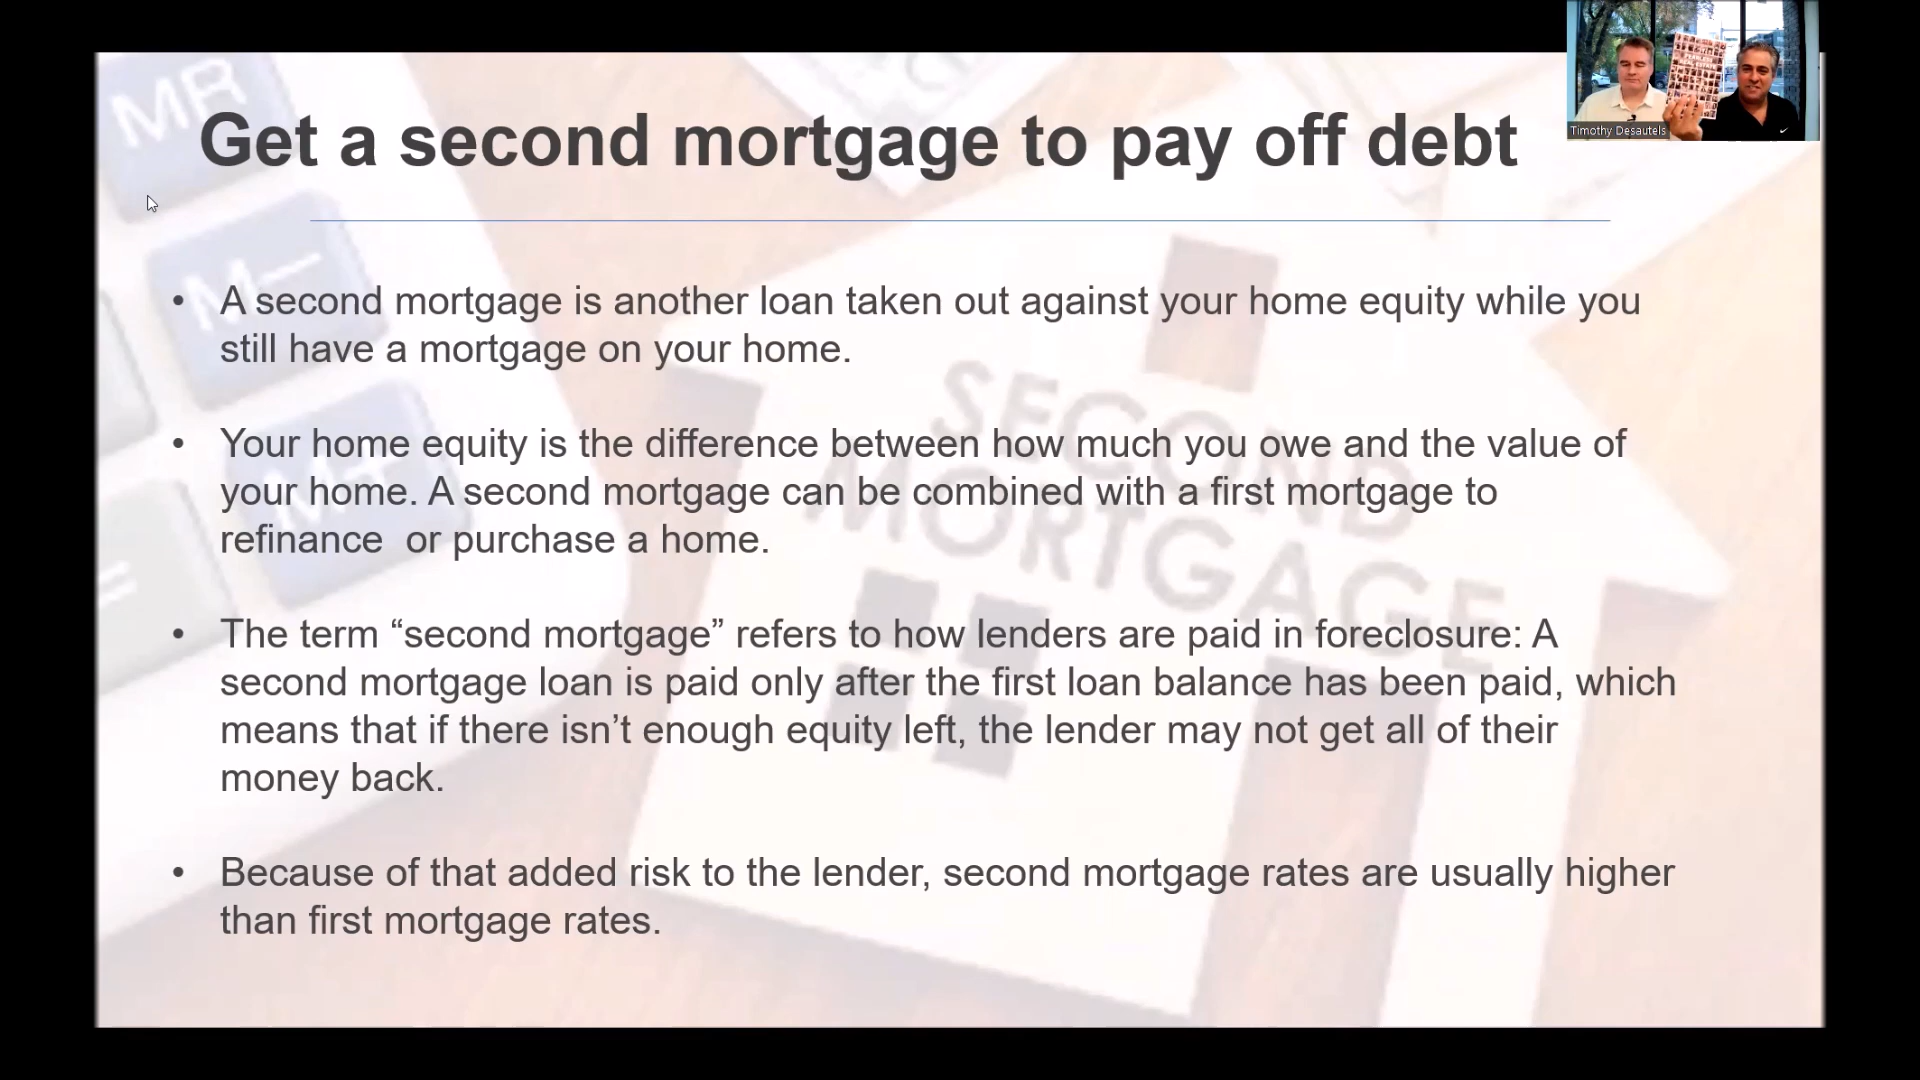 Get a second mortgage to pay off debt
Timothy Desautels
• A second mortgage is another loan taken out against your home equity while you
still have a mortgage on your home.
• Your home equity is the difference between how much you owe and the value of
your home. A second mortgage can be combined with a first mortgage to
refinance  or purchase a home.
• The term “second mortgage” refers to how lenders are paid in foreclosure: A
second mortgage loan is paid only after the first loan balance has been paid, which
means that if there isn’t enough equity left, the lender may not get all of their
money back.
• Because of that added risk to the lender, second mortgage rates are usually higher
than first mortgage rates.
MR
M–
M+
=
SECOND
MORTGAGE